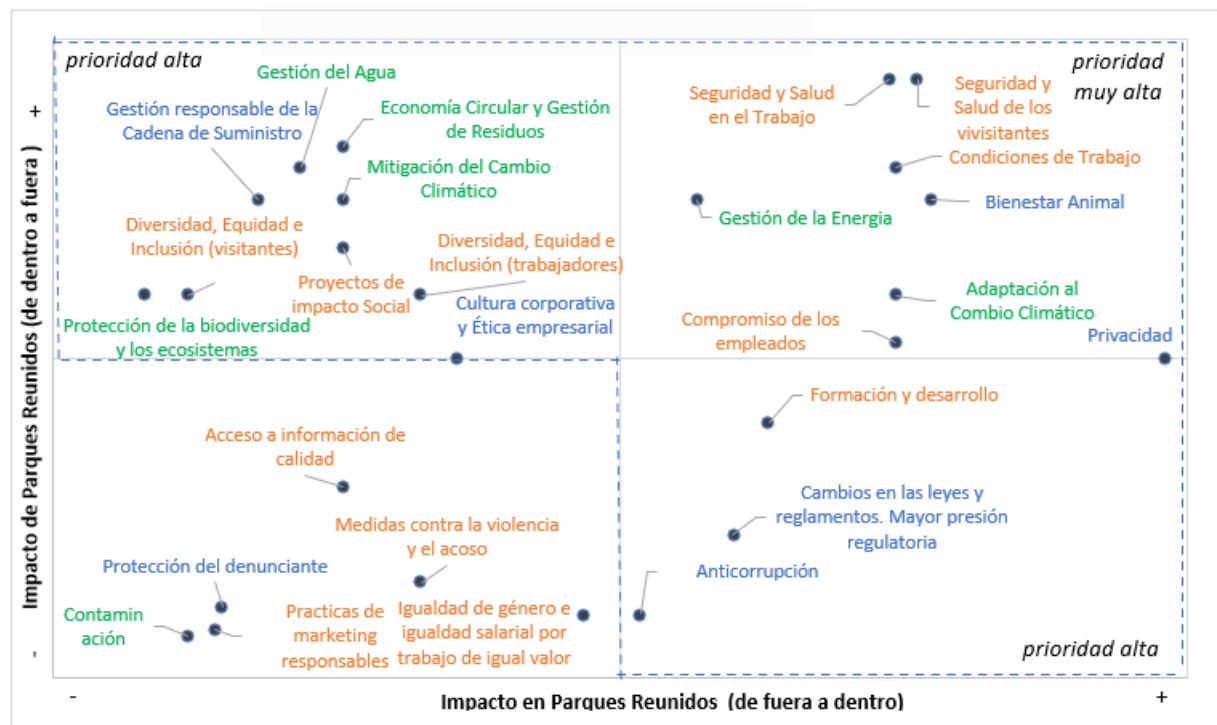 prioridad alta
prioridad
muy alta
Gestión del Agua
Gestión responsable de la
Cadena de Suministro
Economía Circular y Gestión
de Residuos
Mitigación del Cambio
Climático
Diversidad, Equidad e
Inclusión (visitantes)
Diversidad, Equidad e
Inclusión (trabajadores)
Proyectos de
impacto Social
Cultura corporativa
y Ética empresarial
Protección de la biodiversidad
y los ecosistemas
Seguridad y Salud
en el Trabajo
Seguridad y
Salud de los
vivisitantes
Condiciones de Trabajo
Bienestar Animal
Gestión de la Energia
Adaptación al
Combio Climático
Compromiso de los
empleados
Privacidad
Formación y desarrollo
Acceso a información de
calidad
Cambios en las leyes y
reglamentos. Mayor presión
regulatoria
Medidas contra la violencia
y el acoso
Protección del denunciante
Anticorrupción
Contamin
ación
Practicas de
marketing
responsables
Igualdad de género e
igualdad salarial por
trabajo de igual valor
prioridad alta
+
Impacto de Parques Reunidos (de dentro a fuera )
-
-
Impacto en Parques Reunidos (de fuera a dentro)
+